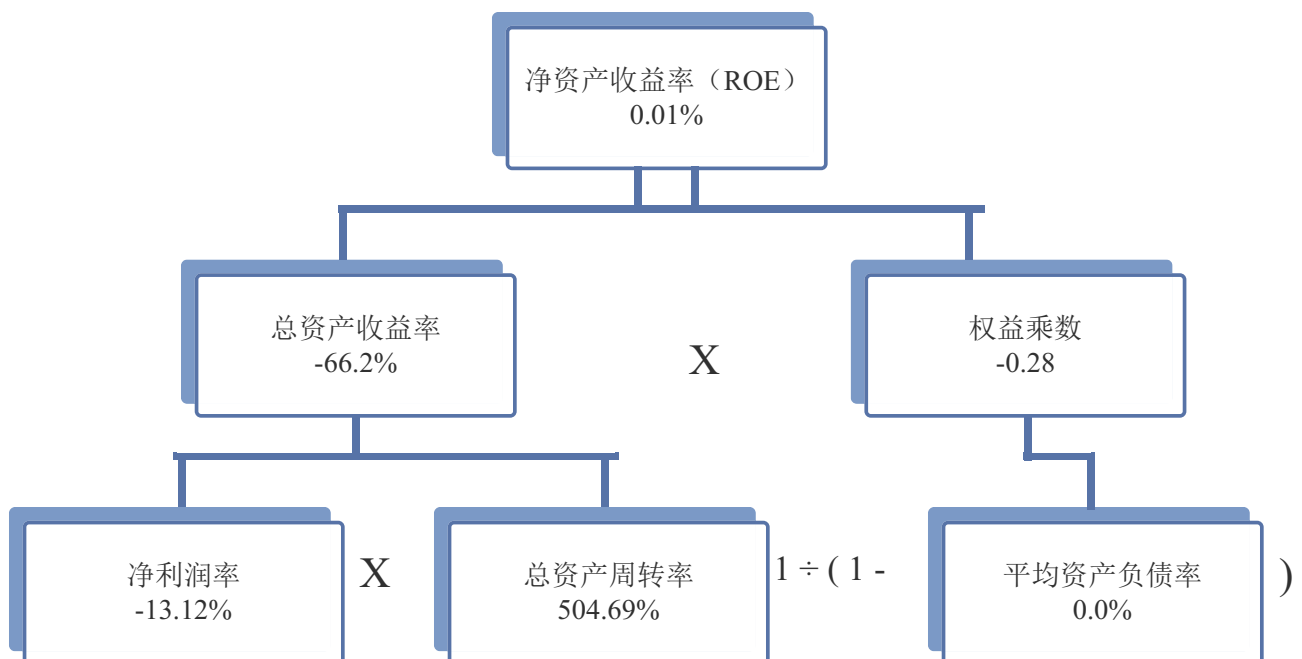 净资产收益率（ROE）
0.01%
总资产收益率
-66.2%
X
权益乘数
-0.28
净利润率
-13.12%
X
总资产周转率
504.69%
1 ÷ ( 1 -
平均资产负债率
0.0%
)